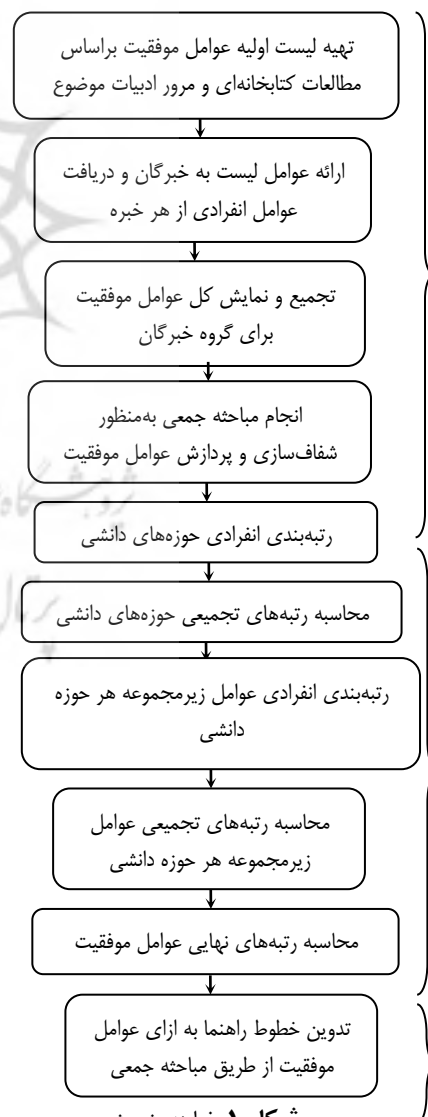 تهیه لیست اولیه عوامل موفقیت براساس
مطالعات کتابخانه‌ای و مرور ادبیات موضوع
ارائه عوامل لیست به خبرگان و دریافت
عوامل انفرادی از هر خبره
تجمیع و نمایش کل عوامل موفقیت
برای گروه خبرگان
انجام مباحثه جمعی به‌منظور
شفاف‌سازی و پردازش عوامل موفقیت
رتبه‌بندی انفرادی حوزه‌های دانشی
محاسبه رتبه‌های تجمیعی حوزه‌های دانشی
رتبه‌بندی انفرادی عوامل زیرمجموعه هر حوزه
دانشی
محاسبه رتبه‌های تجمیعی عوامل
زیرمجموعه هر حوزه دانشی
محاسبه رتبه‌های نهایی عوامل موفقیت
تدوین خطوط راهنما به ازای عوامل
موفقیت از طریق مباحثه جمعی